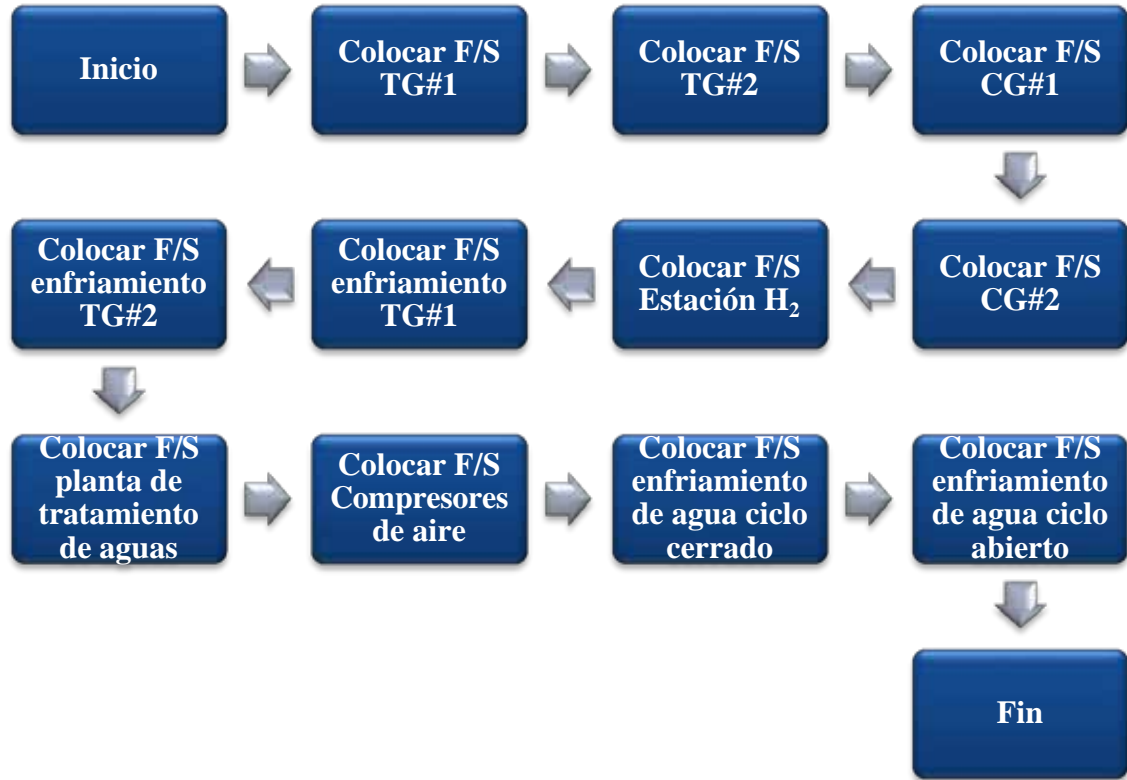 Inicio
Colocar F/S
TG#1
Colocar F/S
TG#2
Colocar F/S
CG#1
Colocar F/S
CG#2
Colocar F/S
Estación H₂
Colocar F/S
enfriamiento
TG#1
Colocar F/S
enfriamiento
TG#2
Colocar F/S
planta de
tratamiento
de aguas
Colocar F/S
Compresores
de aire
Colocar F/S
enfriamiento
de agua ciclo
cerrado
Colocar F/S
enfriamiento
de agua ciclo
abierto
Fin